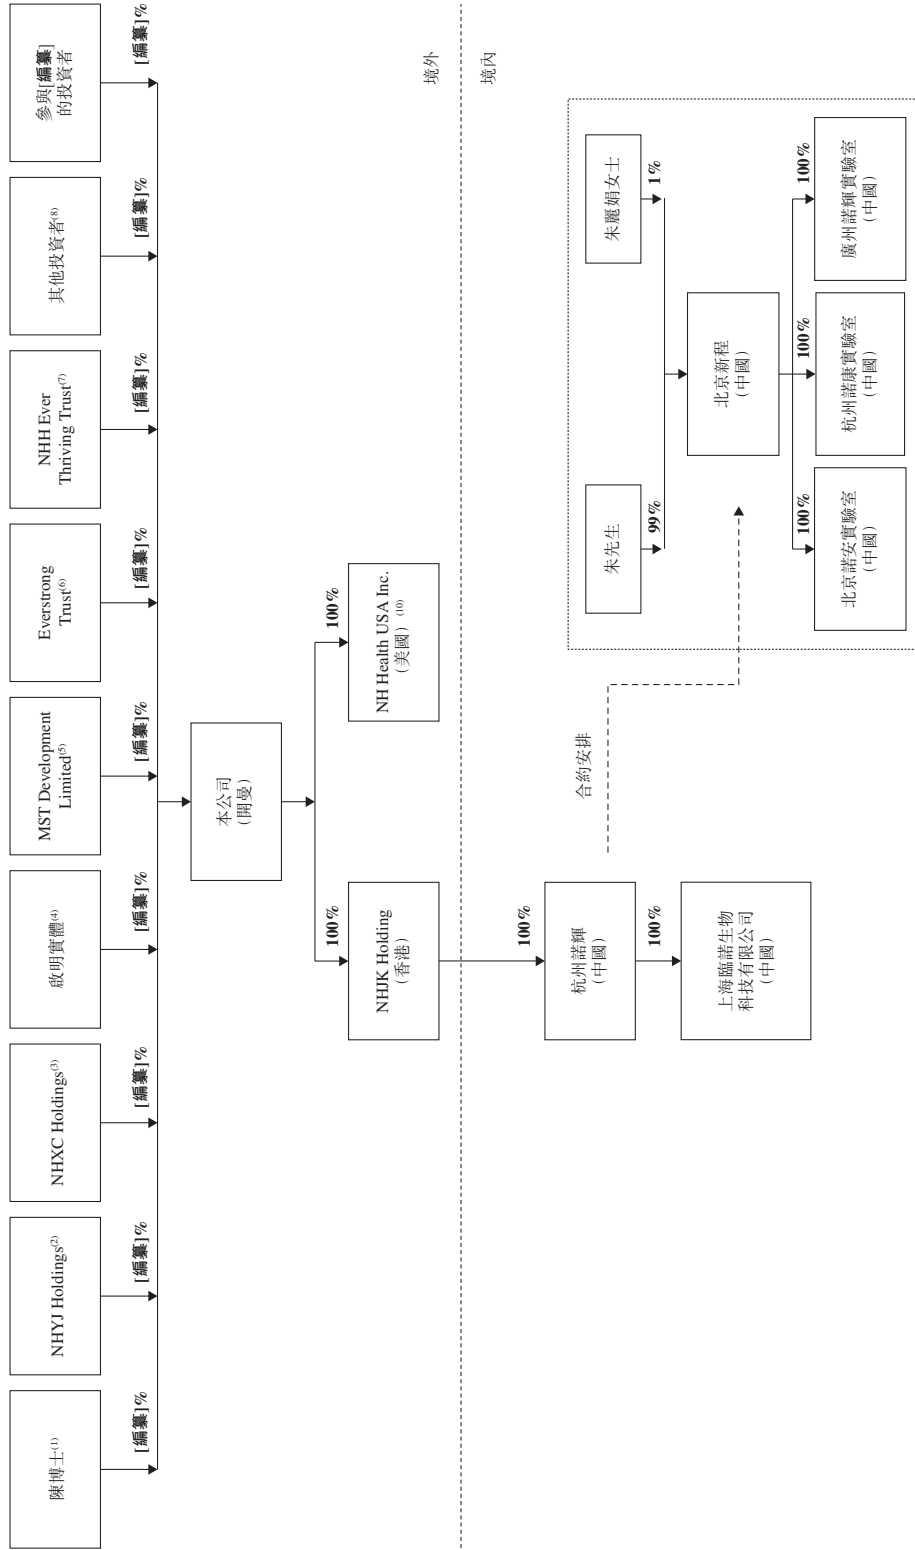 陳博士(1)
NHYJ Holdings(2)
NHXC Holdings(3)
啟明實體(4)
MST Development
Limited(5)
Everstrong
Trust(6)
NHH Ever
Thriving Trust(7)
其他投資者(8)
參與[編纂]
的投資者
[編纂]%
[編纂]%
[編纂]%
[編纂]%
[編纂]%
[編纂]%
[編纂]%
[編纂]%
[編纂]%
本公司
(開曼)
100%
100%
NHJK Holding
(香港)
NH Health USA Inc.
(美國)(10)
境外
境內
100%
杭州諾輝
(中國)
100%
上海臨諾生物
科技有限公司
(中國)
合約安排
朱先生
朱麗娟女士
99%
1%
北京新程
(中國)
100%
100%
100%
北京諾安實驗室
(中國)
杭州諾康實驗室
(中國)
廣州諾輝實驗室
(中國)